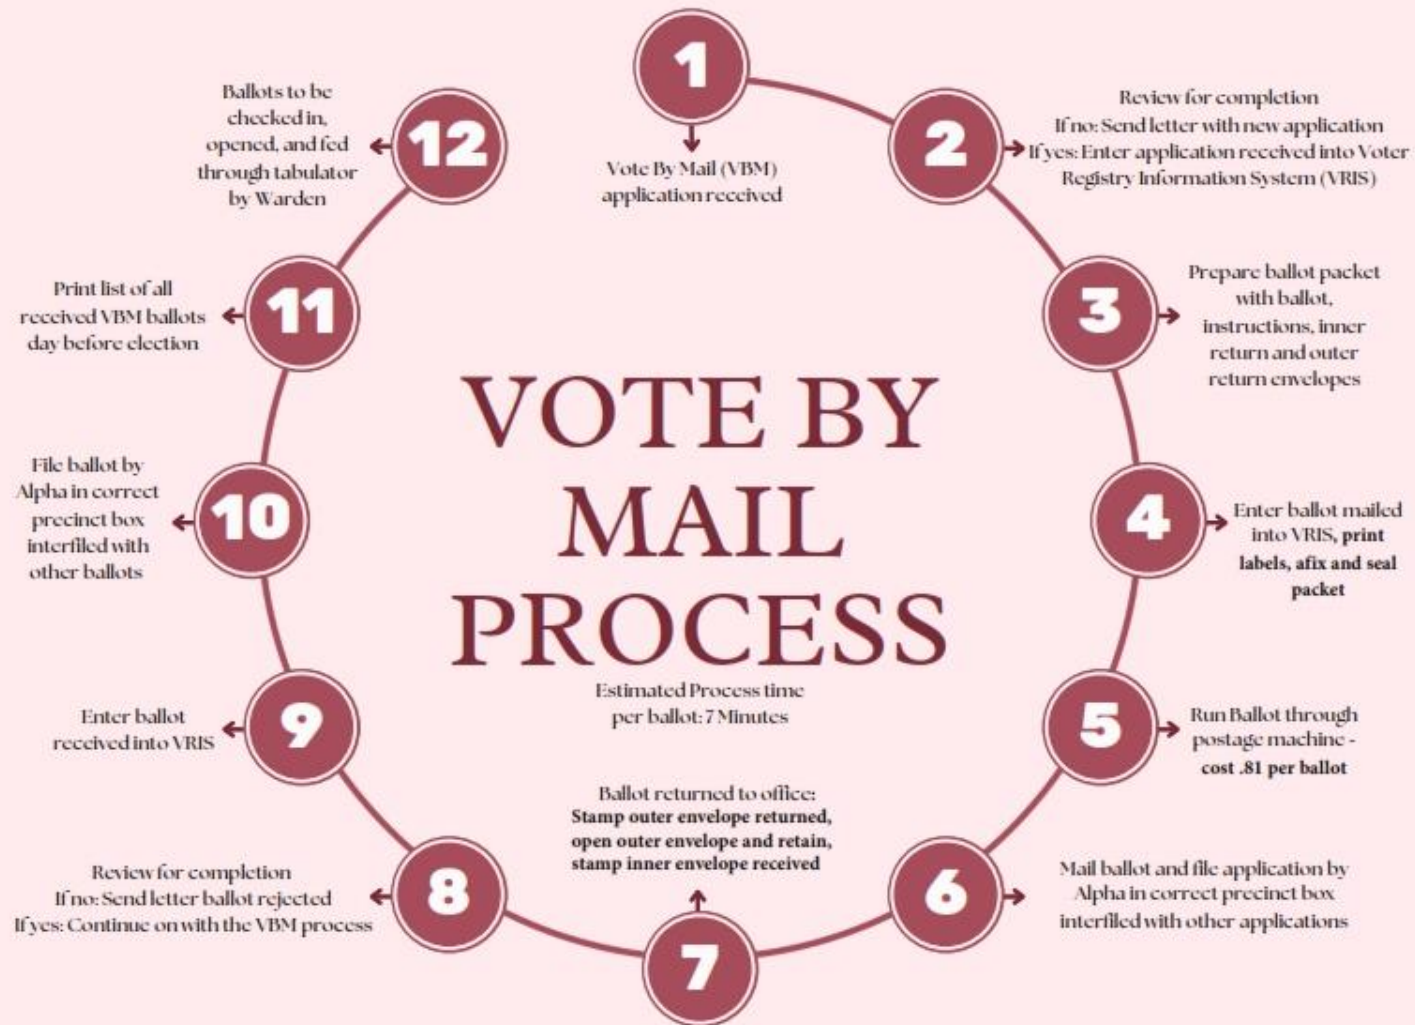 1
Vote By Mail (VBM)
application received
2
Review for completion
If no: Send letter with new application
If yes: Enter application received into Voter
Registry Information System (VRIS)
3
Prepare ballot packet
with ballot,
instructions, inner
return and outer
return envelopes
4
Enter ballot mailed
into VRIS, print
labels, afix and seal
packet
5
Run Ballot through
postage machine -
cost .81 per ballot
6
Mail ballot and file application by
Alpha in correct precinct box
interfiled with other applications
7
Ballot returned to office:
Stamp outer envelope returned,
open outer envelope and retain,
stamp inner envelope received
8
Review for completion
If no: Send letter ballot rejected
If yes: Continue on with the VBM process
9
Enter ballot
received into VRIS
10
File ballot by
Alpha in correct
precinct box
interfiled with
other ballots
11
Print list of all
received VBM ballots
day before election
12
Ballots to be
checked in,
opened, and fed
through tabulator
by Warden
VOTE BY
MAIL
PROCESS
Estimated Process time
per ballot: 7 Minutes